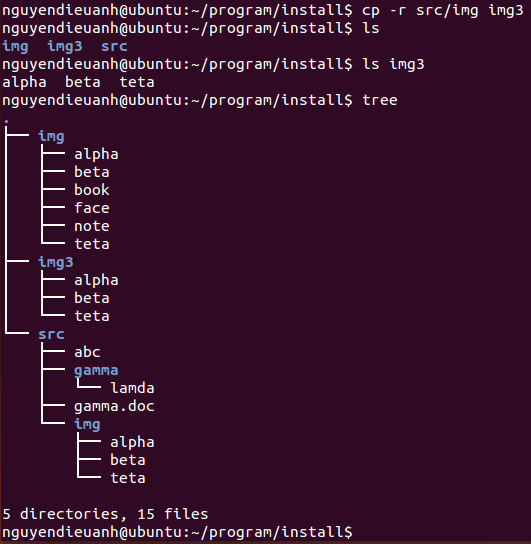 nguyendieuanh@ubuntu:~/program/install$ cp -r src/img img3
nguyendieuanh@ubuntu:~/program/install$ ls
img  img3  src
nguyendieuanh@ubuntu:~/program/install$ ls img3
alpha  beta  teta
nguyendieuanh@ubuntu:~/program/install$ tree
.
├── img
│   ├── alpha
│   ├── beta
│   ├── book
│   ├── face
│   ├── note
│   └── teta
├── img3
│   ├── alpha
│   ├── beta
│   └── teta
└── src
    ├── abc
    ├── gamma
    │   └── lamda
    ├── gamma.doc
    └── img
        ├── alpha
        ├── beta
        └── teta
5 directories, 15 files
nguyendieuanh@ubuntu:~/program/install$